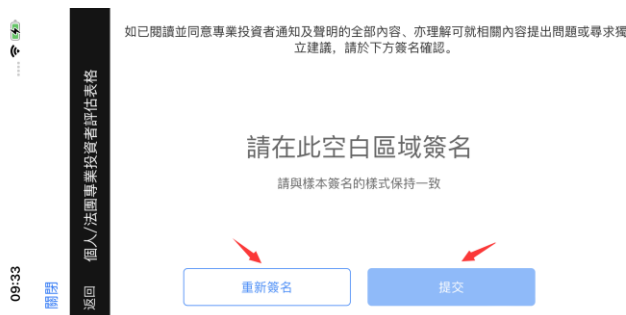 09:33
關閉
返回
個人/法團專業投資者評估表格
如已閱讀並同意專業投資者通知及聲明的全部內容、亦理解可就相關內容提出問題或尋求獨
立建議，請於下方簽名確認。
請在此空白區域簽名
請與樣本簽名的樣式保持一致
重新簽名
提交